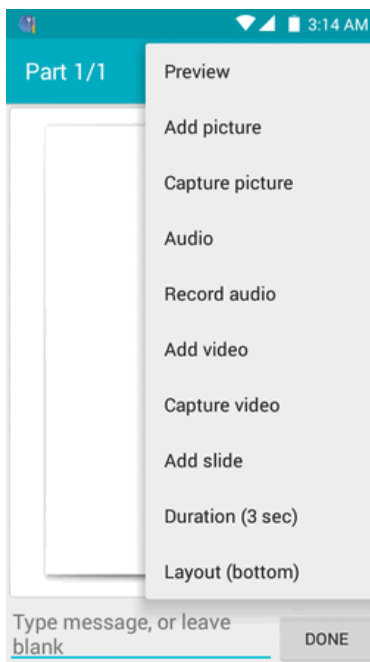 3:14 AM
Part 1/1
Preview
Add picture
Capture picture
Audio
Record audio
Add video
Capture video
Add slide
Duration (3 sec)
Layout (bottom)
Type message, or leave
blank
DONE